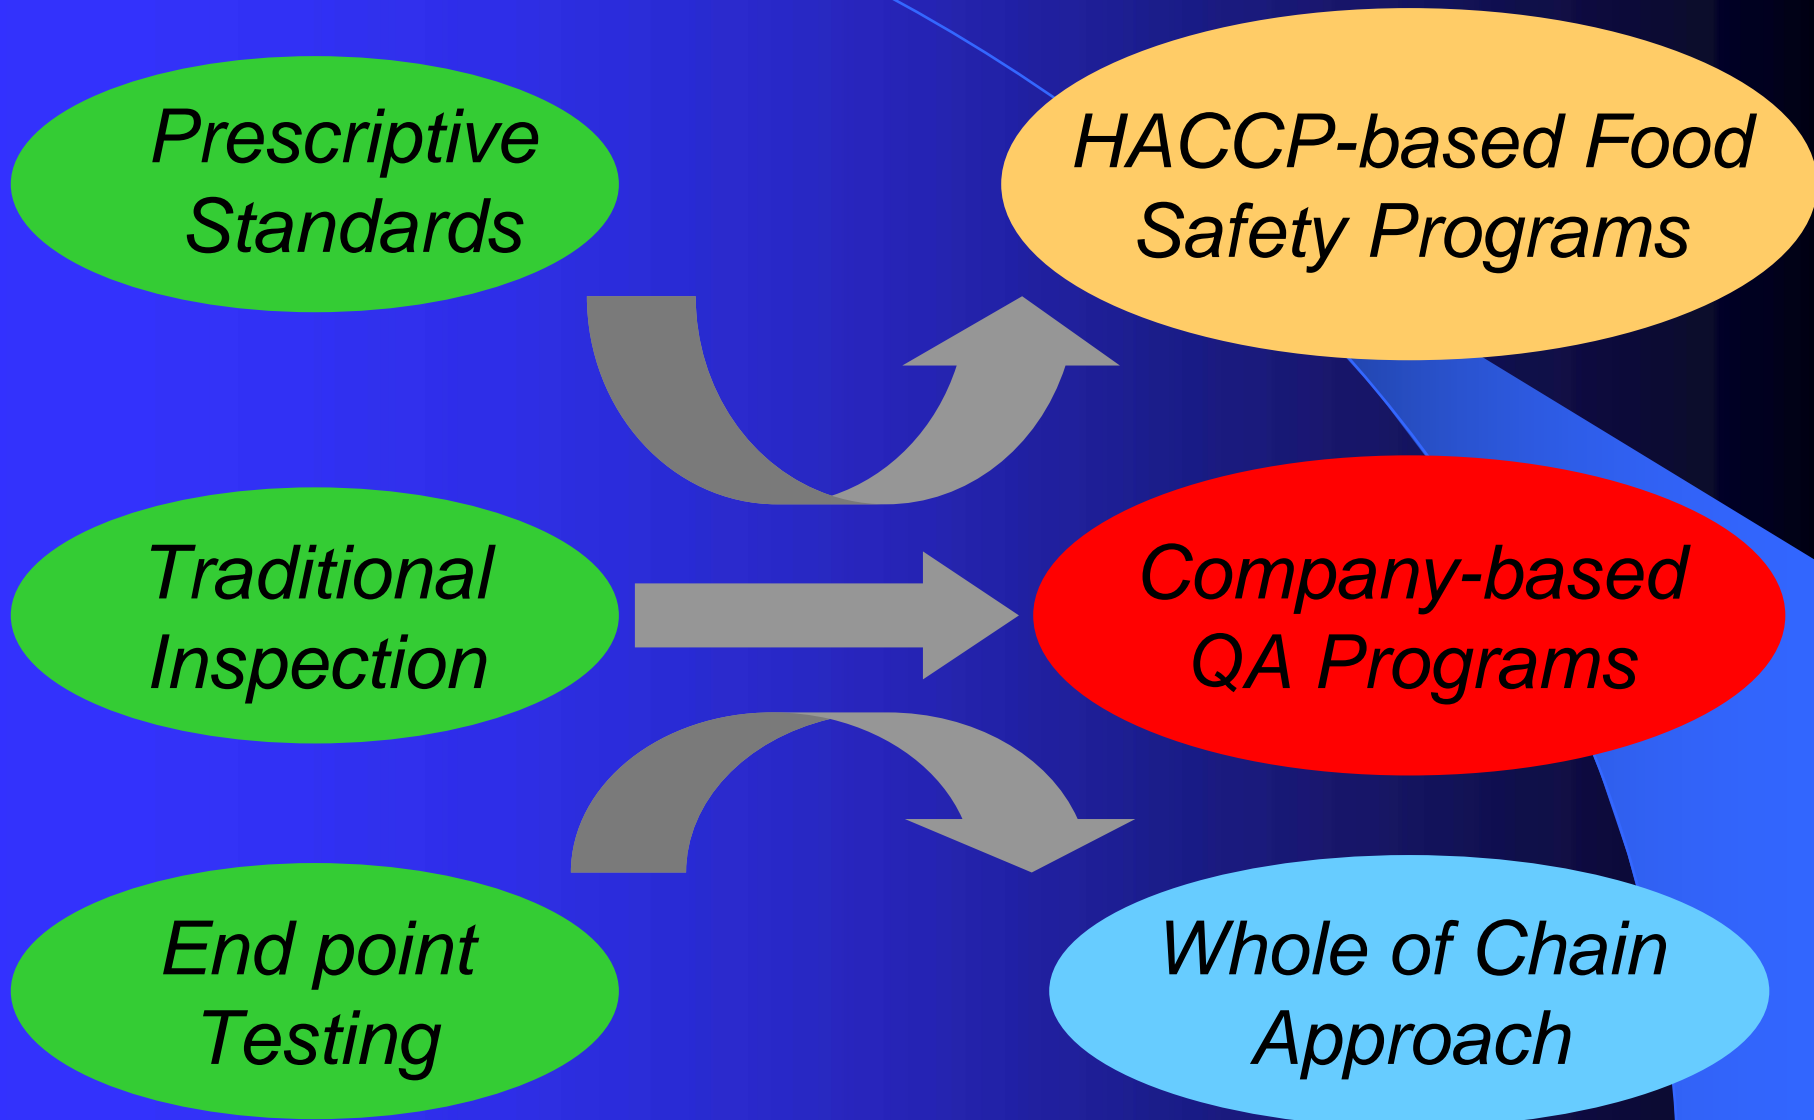 Prescriptive
Standards
HACCP-based Food
Safety Programs
Traditional
Inspection
Company-based
QA Programs
End point
Testing
Whole of Chain
Approach